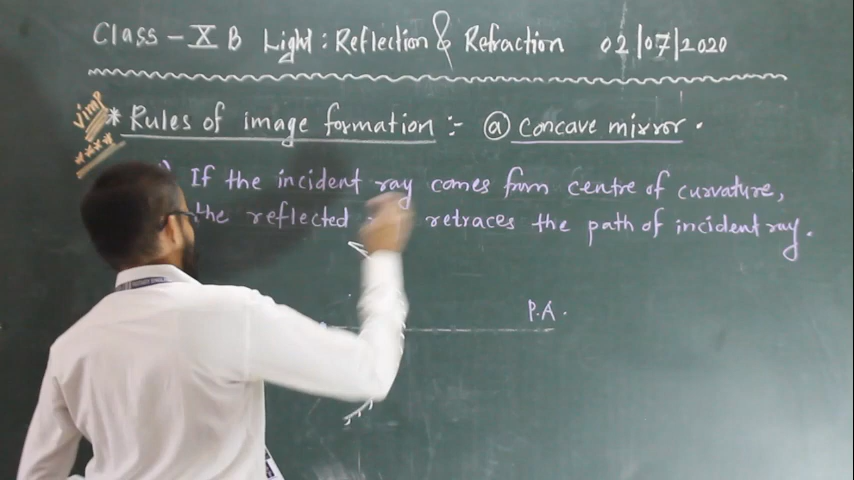 Class - X B Light : Reflection & Refraction 02/07/2020
VIMP
* Rules of image formation :- ⓐ Concave mirror.
****
If the incident ray comes from centre of curvature,
the reflected retraces the path of incident ray.
P.A.